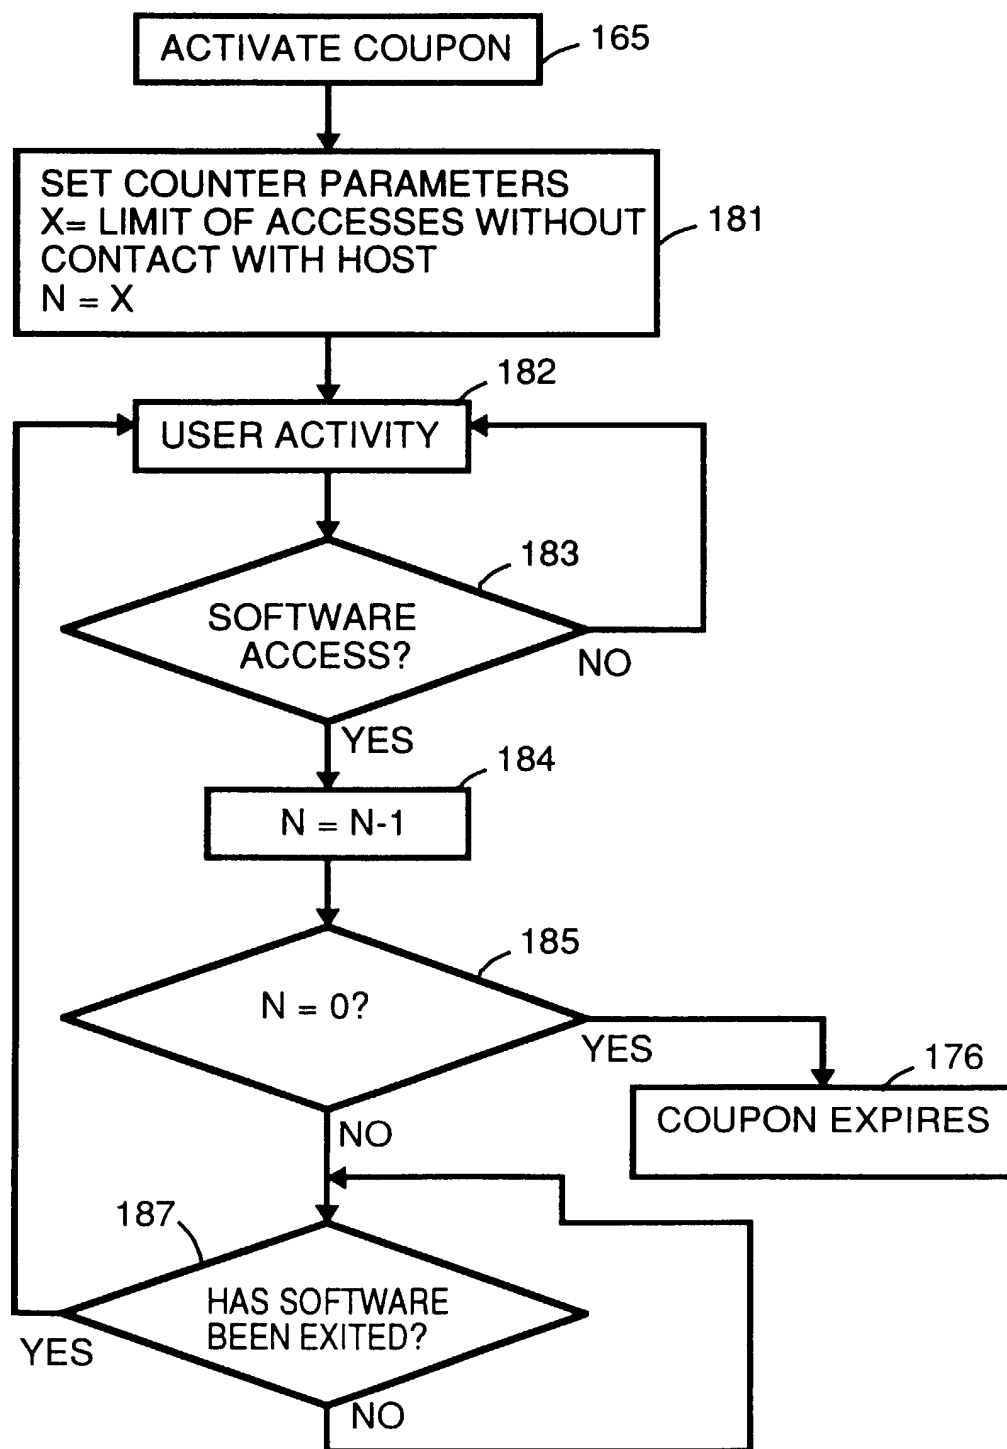 ACTIVATE COUPON
165
SET COUNTER PARAMETERS
X= LIMIT OF ACCESSES WITHOUT
CONTACT WITH HOST
N = X
181
182
USER ACTIVITY
183
SOFTWARE
ACCESS?
NO
YES
184
N = N-1
185
N = 0?
YES
176
COUPON EXPIRES
NO
187
HAS SOFTWARE
BEEN EXITED?
YES
NO